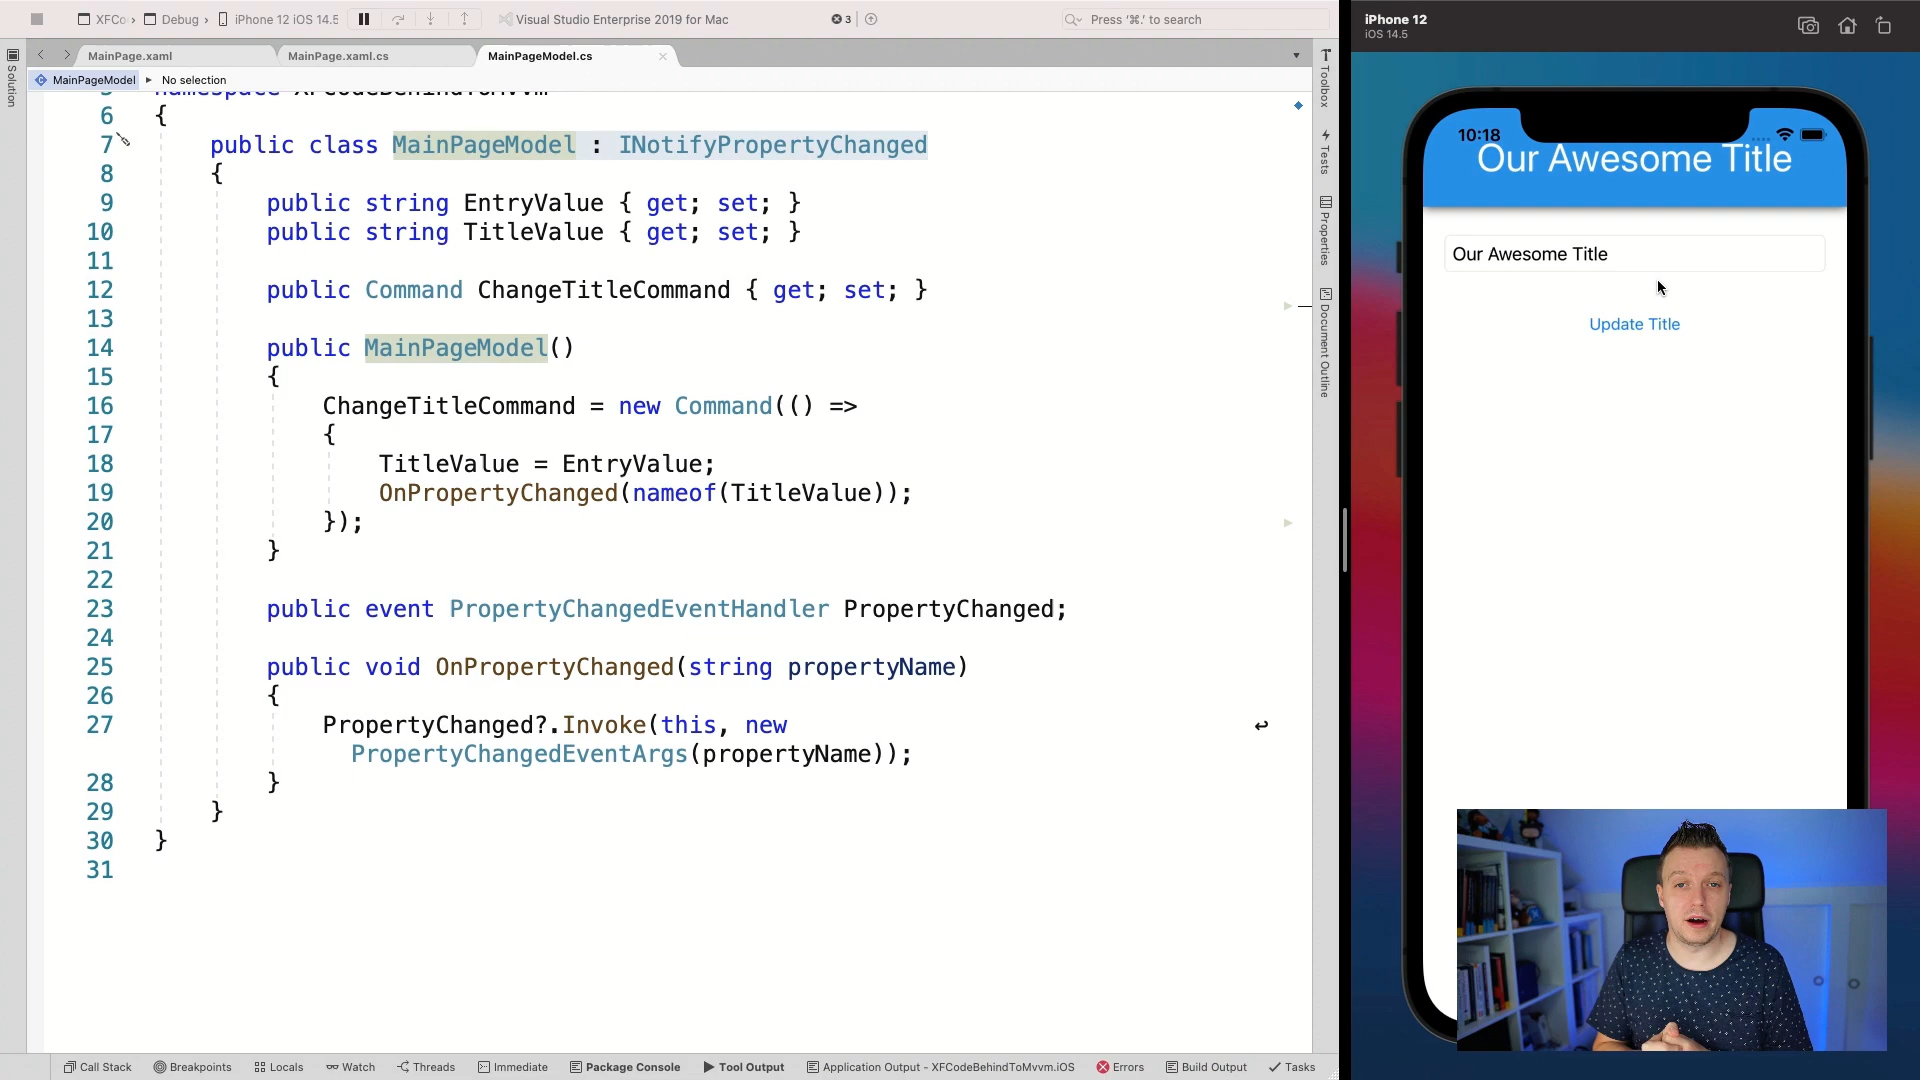 XFCo
Debug
iPhone 12 iOS 14.5
Visual Studio Enterprise 2019 for Mac
3
Press '⌘.' to search
MainPage.xaml
MainPage.xaml.cs
MainPageModel.cs
MainPageModel
No selection
Solution
5 namespace XFCodeBehindToMvvm
6 {
7 public class MainPageModel : INotifyPropertyChanged
8 {
9 public string EntryValue { get; set; }
10 public string TitleValue { get; set; }
11
12 public Command ChangeTitleCommand { get; set; }
13
14 public MainPageModel()
15 {
16 ChangeTitleCommand = new Command(() =>
17 {
18 TitleValue = EntryValue;
19 OnPropertyChanged(nameof(TitleValue));
20 });
21 }
22
23 public event PropertyChangedEventHandler PropertyChanged;
24
25 public void OnPropertyChanged(string propertyName)
26 {
27 PropertyChanged?.Invoke(this, new
PropertyChangedEventArgs(propertyName));
28 }
29 }
30 }
31
Toolbox
Tests
Properties
Document Outline
Call Stack
Breakpoints
Locals
Watch
Threads
Immediate
Package Console
Tool Output
Application Output - XFCodeBehindToMvvm.iOS
Errors
Build Output
Tasks
iPhone 12
iOS 14.5
10:18
Our Awesome Title
Our Awesome Title
Update Title